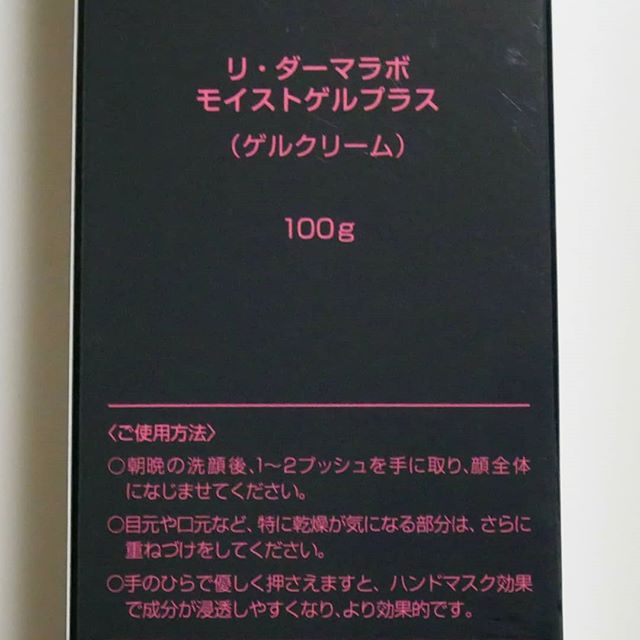 リ・ダーマラボ
モイストゲルプラス
（ゲルクリーム）
100g
〈ご使用方法〉
○朝晩の洗顔後、1〜2プッシュを手に取り、顔全体
になじませてください。
○目元や口元など、特に乾燥が気になる部分は、さらに
重ねづけをしてください。
○手のひらで優しく押さえますと、ハンドマスク効果
で成分が浸透しやすくなり、より効果的です。